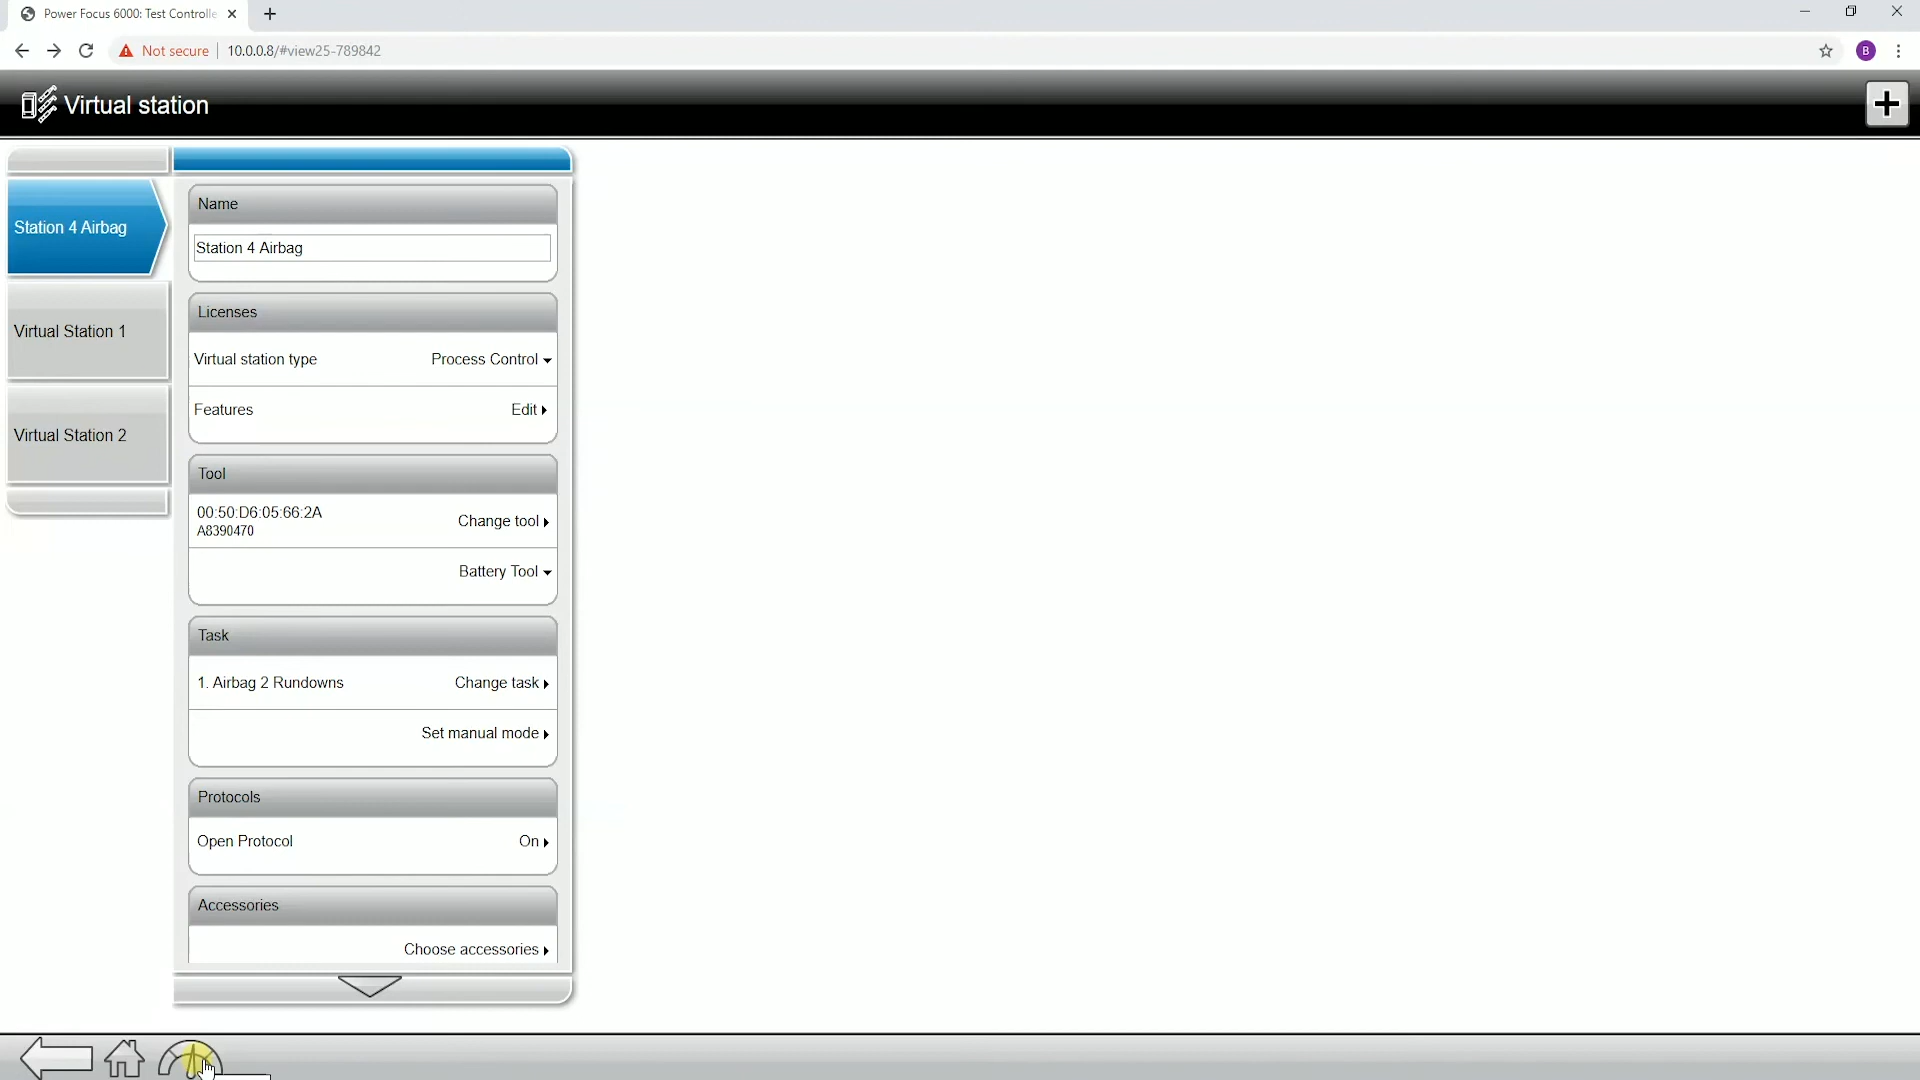 Power Focus 6000: Test Controlle
Not secure
10.0.0.8/#view25-789842
B
Virtual station
Station 4 Airbag
Virtual Station 1
Virtual Station 2
Name
Station 4 Airbag
Licenses
Virtual station type Process Control
Features Edit
Tool
00:50:D6:05:66:2A
A8390470
Change tool
Battery Tool
Task
1. Airbag 2 Rundowns Change task
Set manual mode
Protocols
Open Protocol On
Accessories
Choose accessories